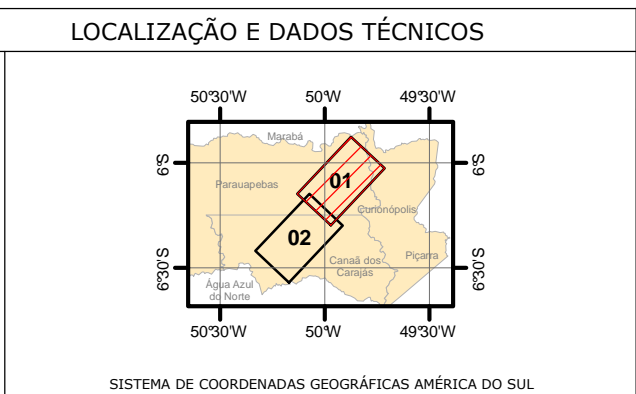 LOCALIZAÇÃO E DADOS TÉCNICOS
50°30'W 50°W 49°30'W
Marabá
6°S 6°S
01
Parauapebas
Curionópolis
02
Canaã dos
Carajás
Piçarra
6°30'S 6°30'S
Água Azul
do Norte
50°30'W 50°W 49°30'W
SISTEMA DE COORDENADAS GEOGRÁFICAS AMÉRICA DO SUL